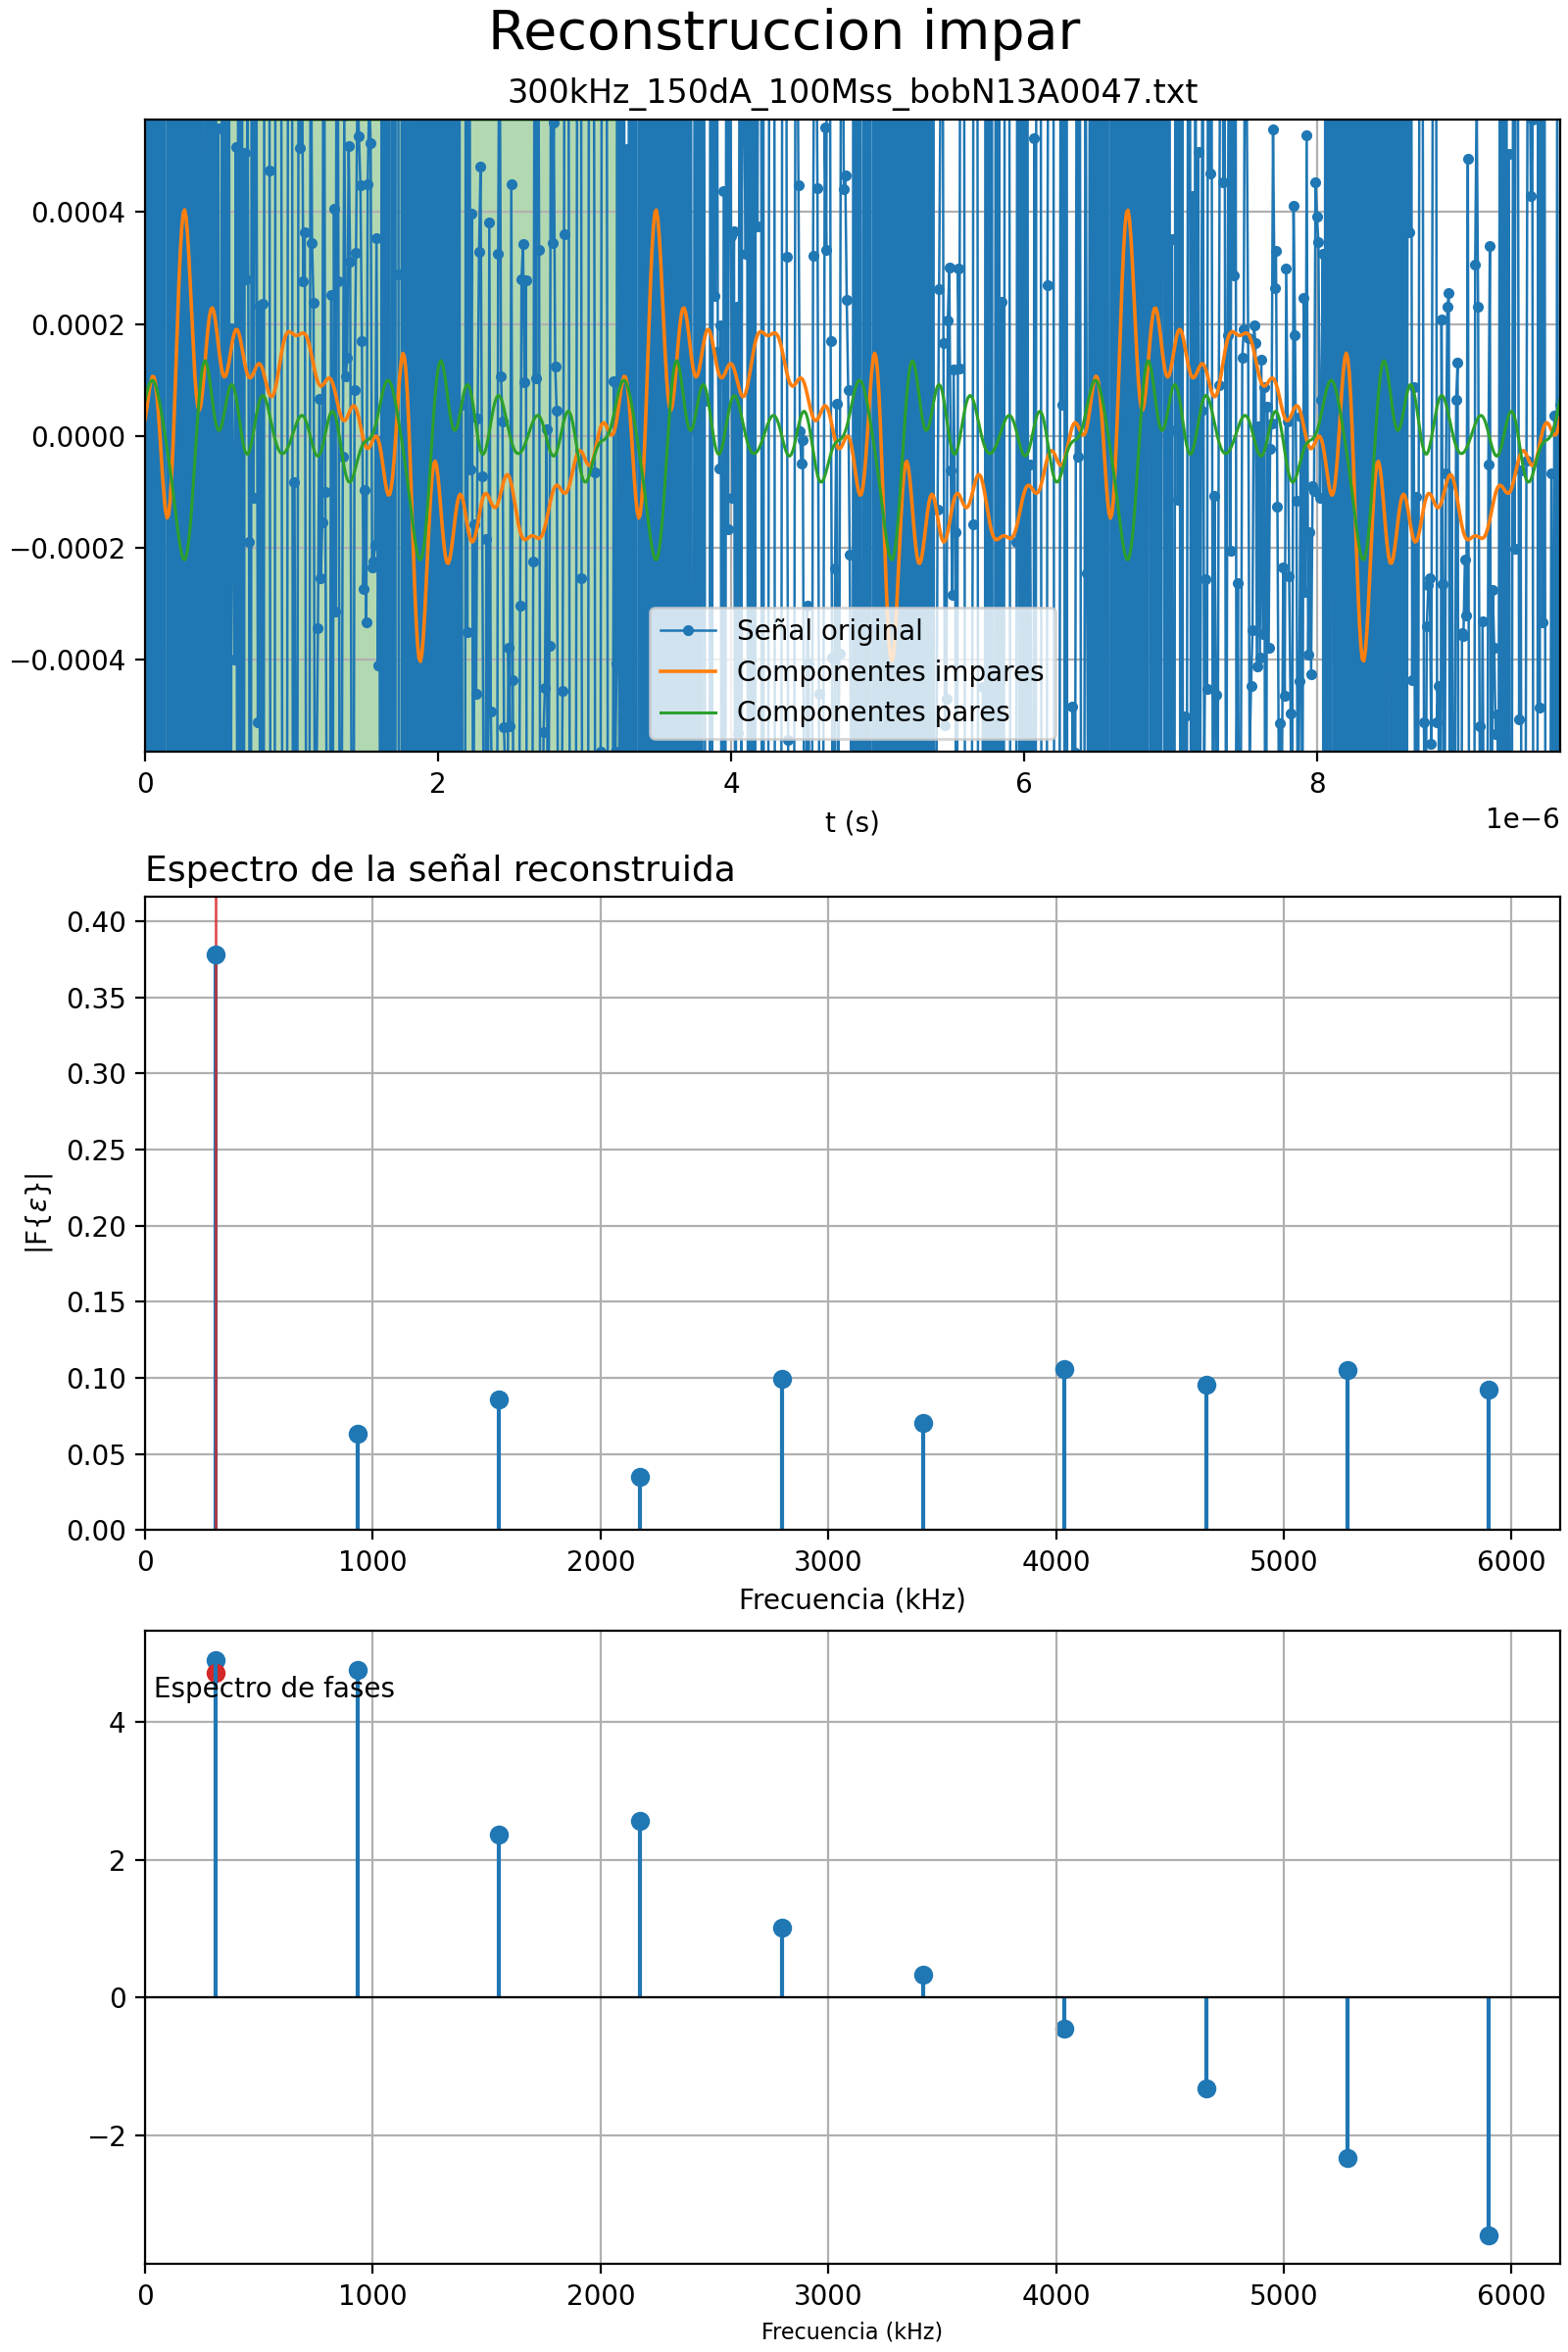 Reconstruccion impar
300kHz_150dA_100Mss_bobN13A0047.txt
0.0004
0.0002
0.0000
−0.0002
−0.0004
Señal original
Componentes impares
Componentes pares
0 2 4 6 8
1e−6
t (s)
Espectro de la señal reconstruida
0.40
0.35
0.30
0.25
0.20
0.15
0.10
0.05
0.00
|F{ε}|
0 1000 2000 3000 4000 5000 6000
Frecuencia (kHz)
Espectro de fases
4
2
0
−2
0 1000 2000 3000 4000 5000 6000
Frecuencia (kHz)